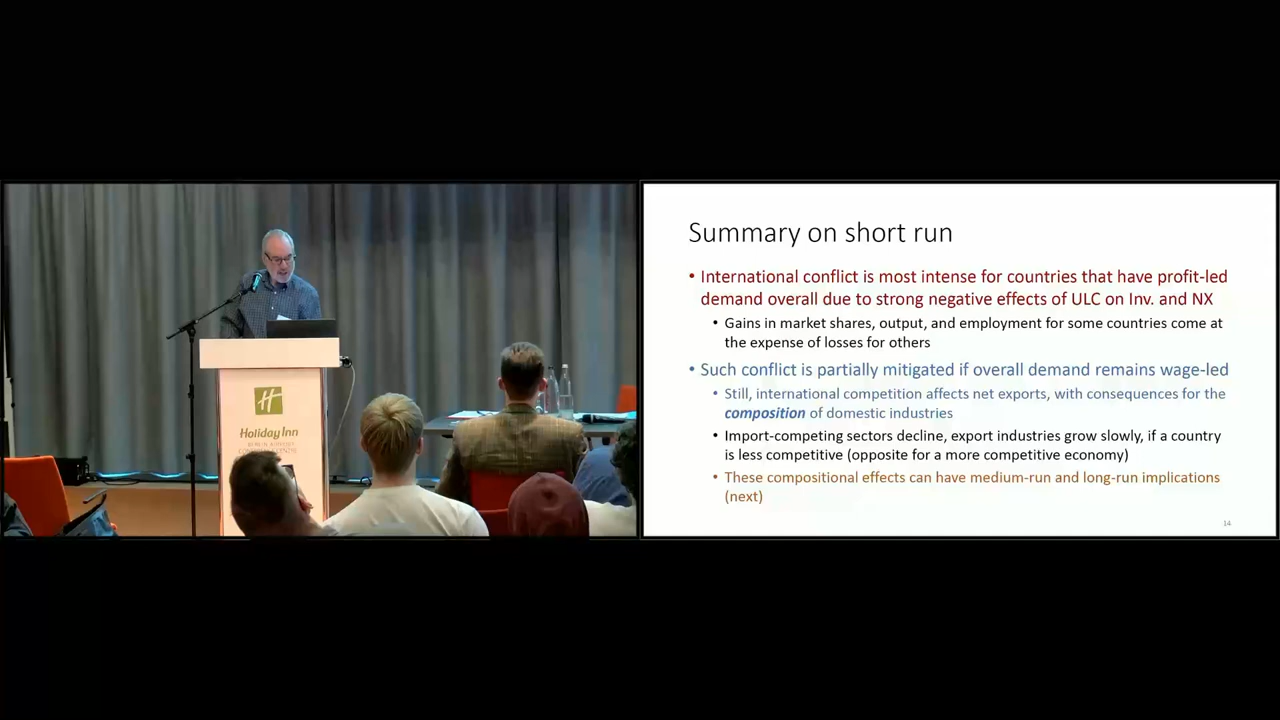 H
Holiday Inn
BERLIN AIRPORT
Summary on short run
• International conflict is most intense for countries that have profit-led
demand overall due to strong negative effects of ULC on Inv. and NX
• Gains in market shares, output, and employment for some countries come at
the expense of losses for others
• Such conflict is partially mitigated if overall demand remains wage-led
• Still, international competition affects net exports, with consequences for the
composition of domestic industries
• Import-competing sectors decline, export industries grow slowly, if a country
is less competitive (opposite for a more competitive economy)
• These compositional effects can have medium-run and long-run implications
(next)
14